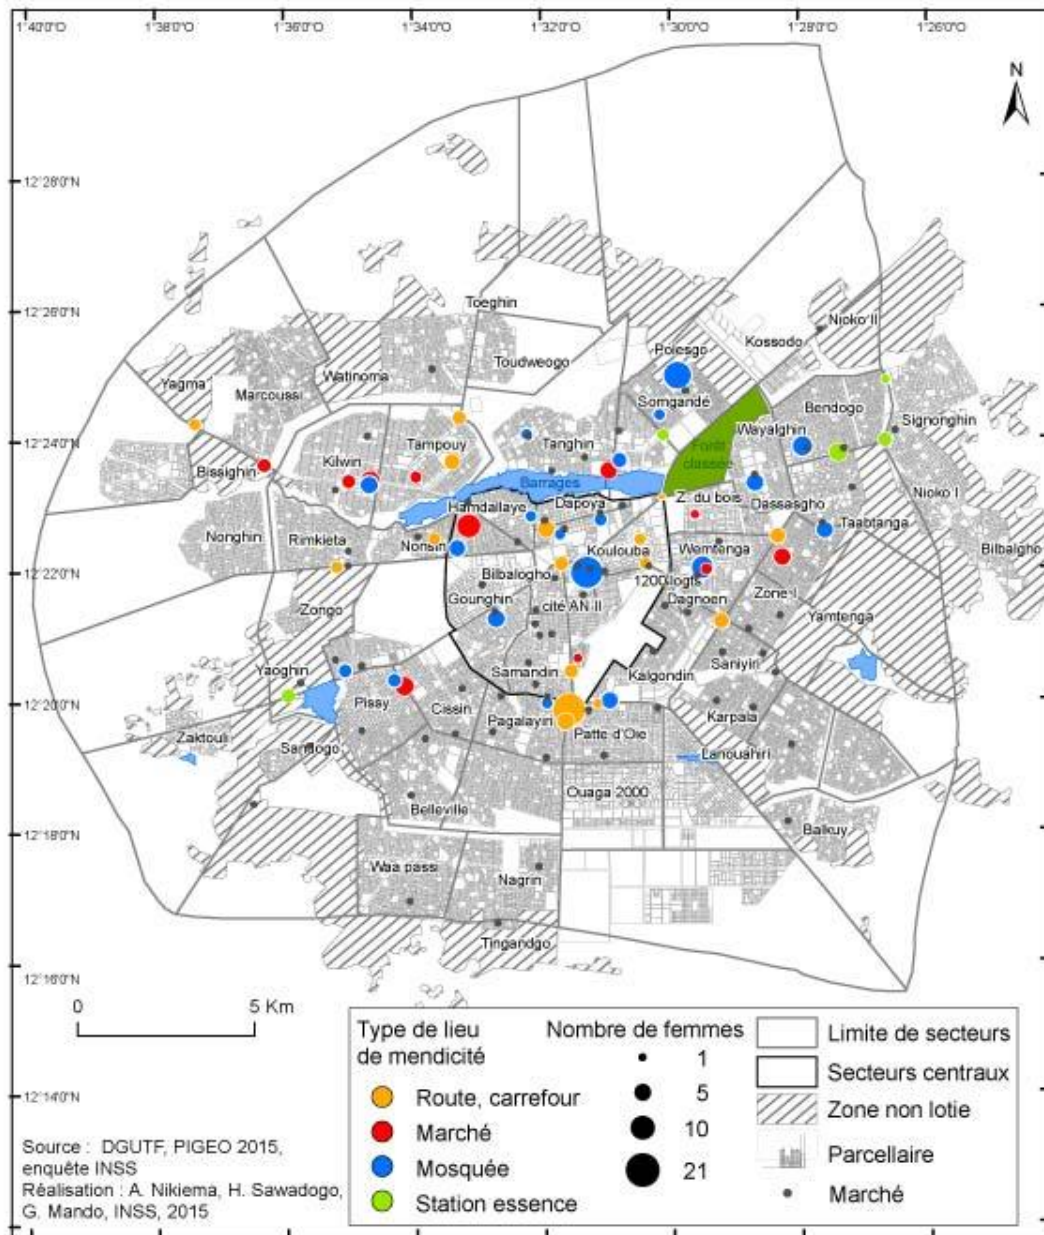 1°40'0"O 1°38'0"O 1°36'0"O 1°34'0"O 1°32'0"O 1°30'0"O 1°28'0"O 1°26'0"O
N
12°28'0"N
12°26'0"N
12°24'0"N
12°22'0"N
12°20'0"N
12°18'0"N
12°16'0"N
12°14'0"N
Toeghin
Nioko II
Kossodo
Toudweogo
Poiesgo
Yagma
Watinoma
Marcoussi
Somgandé
Bendogo
Signonghin
Tampouy
Tanghin
Wayalghin
Kilwin
Forêt
classée
Bissighin
Barrages
Z. du bois
Dassasgho
Nioko I
Hamdallaye
Dapoya
Taabtanga
Nonghin
Rimkieta
Nonsin
Koulouba
Wemtenga
Bilbalgho
Bilbalogho
1200 logts
Gounghin
cité AN II
Dagnoen
Zone I
Zongo
Yamtenga
Yaoghin
Samandin
Kalgondin
Saniyiri
Pissy
Cissin
Pagalayiri
Patte d'Oie
Karpala
Zaktouli
Sandogo
Lanouahiri
Ouaga 2000
Belleville
Balkuy
Waa passi
Nagrin
Tingandgo
0 5 Km
Type de lieu
de mendicité
Route, carrefour
Marché
Mosquée
Station essence
Nombre de femmes
1
5
10
21
Limite de secteurs
Secteurs centraux
Zone non lotie
Parcellaire
Marché
Source : DGUTF, PIGEO 2015,
enquête INSS
Réalisation : A. Nikiema, H. Sawadogo,
G. Mando, INSS, 2015